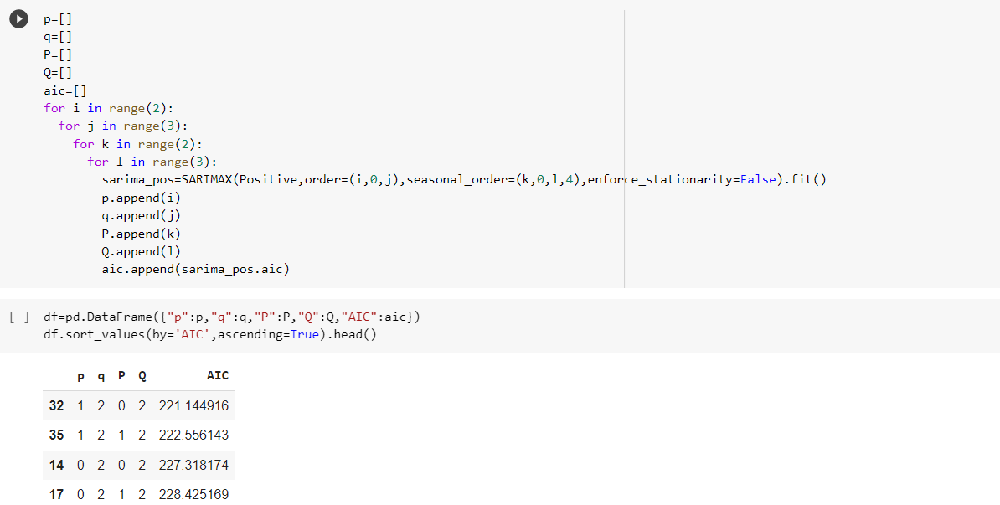 p=[]
q=[]
P=[]
Q=[]
aic=[]
for i in range(2):
  for j in range(3):
    for k in range(2):
      for l in range(3):
        sarima_pos=SARIMAX(Positive,order=(i,0,j),seasonal_order=(k,0,l,4),enforce_stationarity=False).fit()
        p.append(i)
        q.append(j)
        P.append(k)
        Q.append(l)
        aic.append(sarima_pos.aic)
[ ] df=pd.DataFrame({"p":p,"q":q,"P":P,"Q":Q,"AIC":aic})
df.sort_values(by='AIC',ascending=True).head()
p q P Q AIC
32 1 2 0 2 221.144916
35 1 2 1 2 222.556143
14 0 2 0 2 227.318174
17 0 2 1 2 228.425169